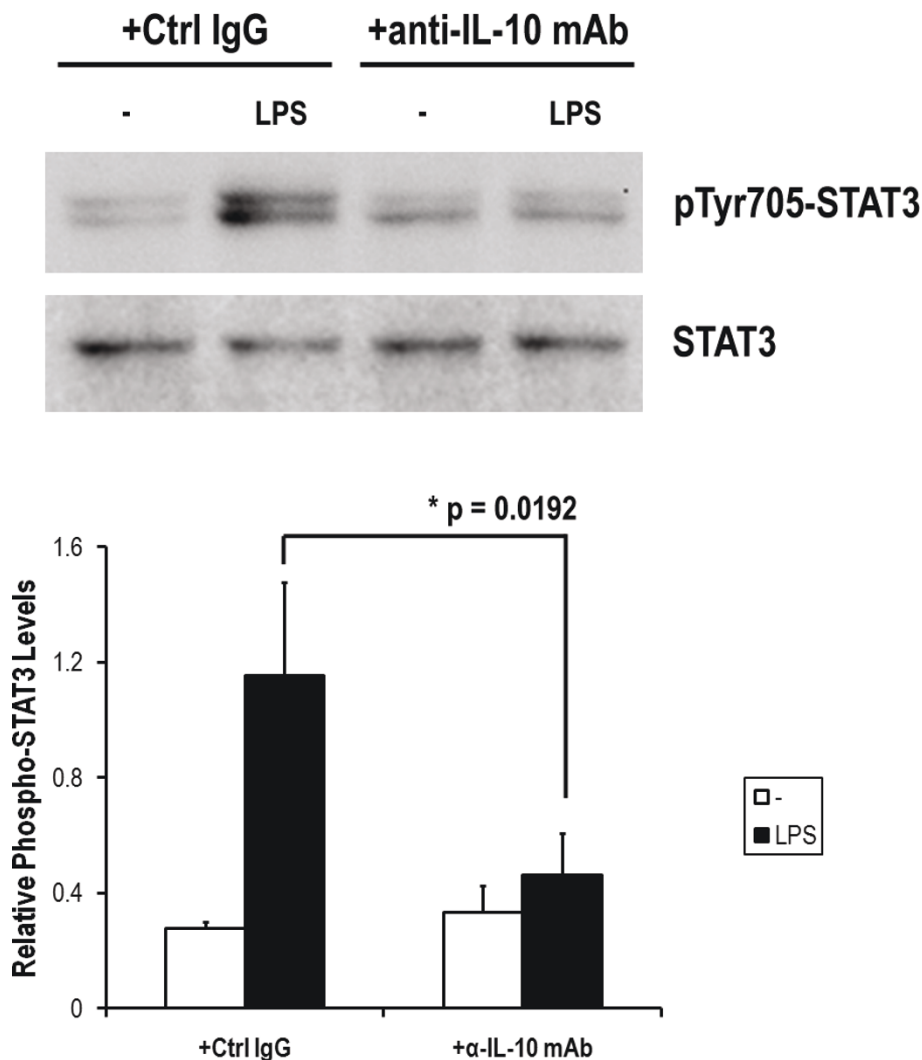 +Ctrl IgG +anti-IL-10 mAb
- LPS - LPS
pTyr705-STAT3
STAT3
* p = 0.0192
Relative Phospho-STAT3 Levels
1.6
1.2
0.8
0.4
0
-
LPS
+Ctrl IgG +α-IL-10 mAb